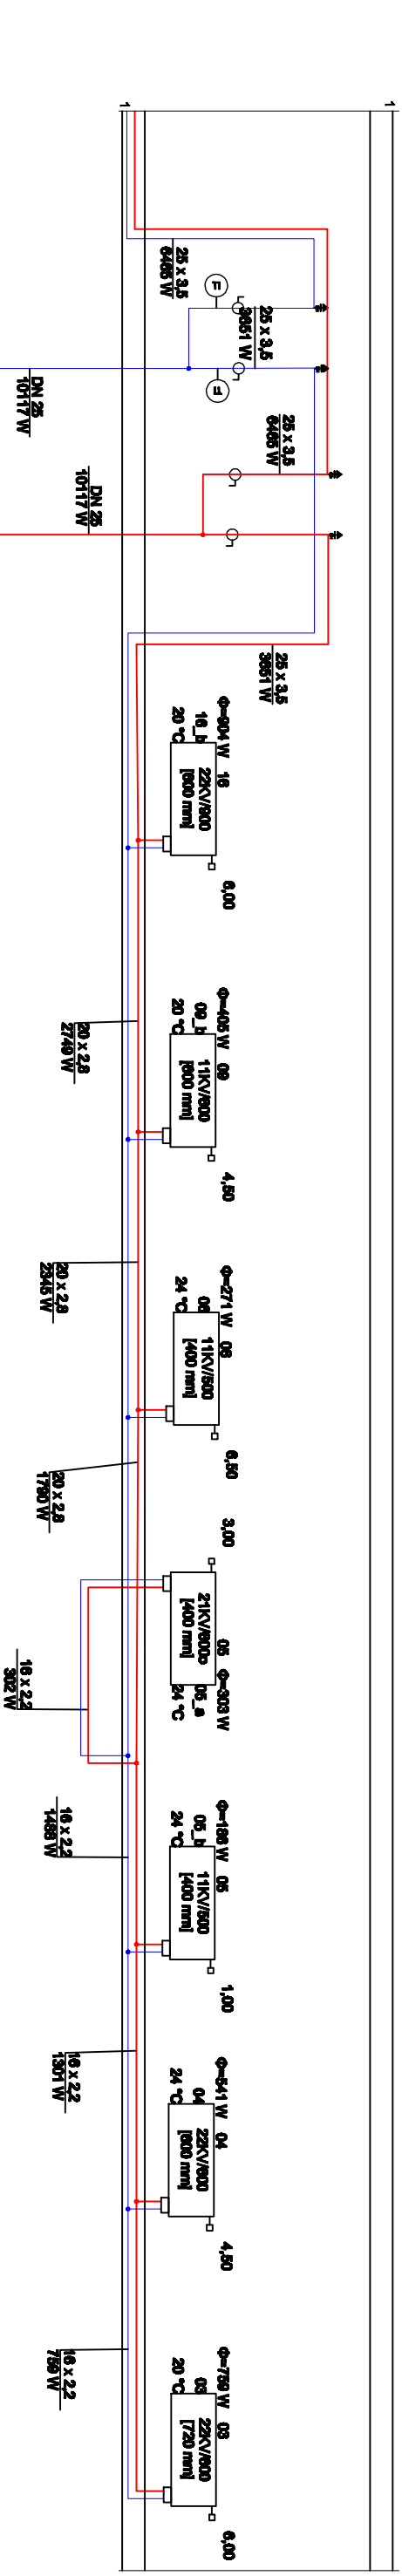 1
1
25 x 3,5
6465 W
25 x 3,5
3651 W
DN 25
10117 W
25 x 3,5
6465 W
DN 25
10117 W
25 x 3,5
3651 W
Φ=904 W 16
16_b
20 °C
22KV/600
[600 mm]
6,00
20 x 2,8
2749 W
Φ=405 W 09
09_b
20 °C
11KV/600
[600 mm]
4,50
20 x 2,8
2345 W
Φ=271 W 06
06
24 °C
11KV/500
[400 mm]
6,50
20 x 2,8
1790 W
3,00
05 Φ=303 W
05_a
24 °C
21KV/600
[400 mm]
16 x 2,2
302 W
16 x 2,2
1488 W
Φ=186 W 05
05_b
24 °C
11KV/500
[400 mm]
1,00
16 x 2,2
1301 W
Φ=541 W 04
04
24 °C
22KV/600
[600 mm]
4,50
16 x 2,2
759 W
Φ=759 W 03
03
20 °C
22KV/600
[720 mm]
6,00